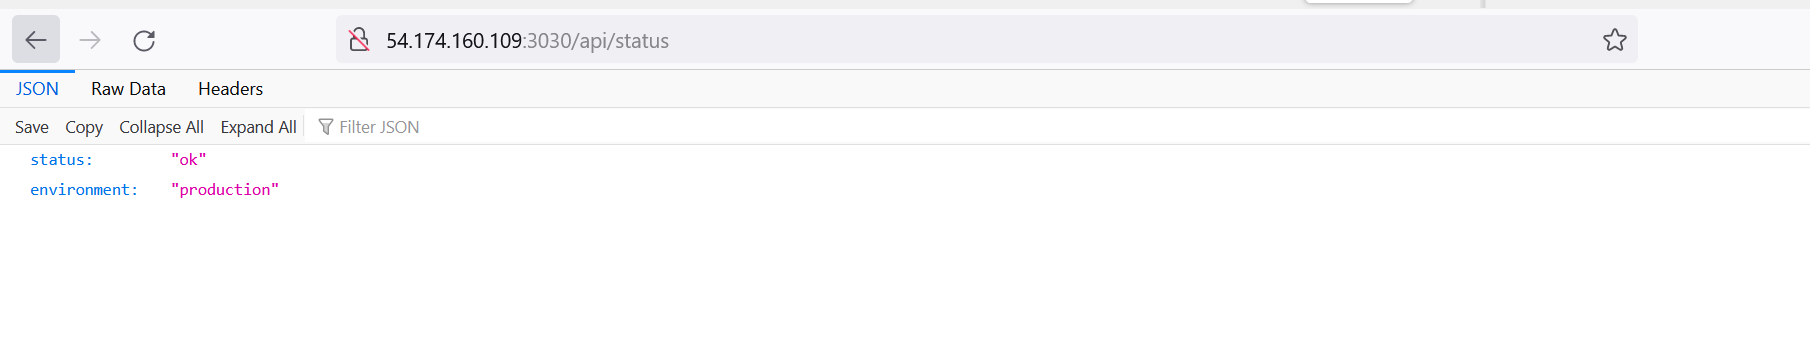 54.174.160.109:3030/api/status
JSON Raw Data Headers
Save Copy Collapse All Expand All Filter JSON
status: "ok"
environment: "production"